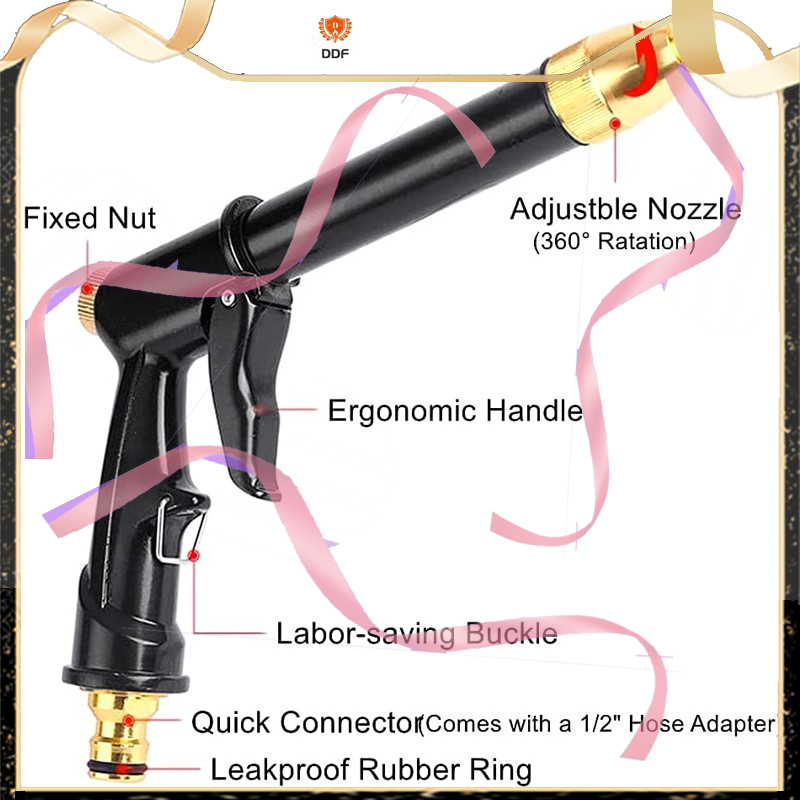 DDF
Fixed Nut
Adjustble Nozzle
(360° Ratation)
Ergonomic Handle
Labor-saving Buckle
Quick Connector(Comes with a 1/2" Hose Adapter)
Leakproof Rubber Ring